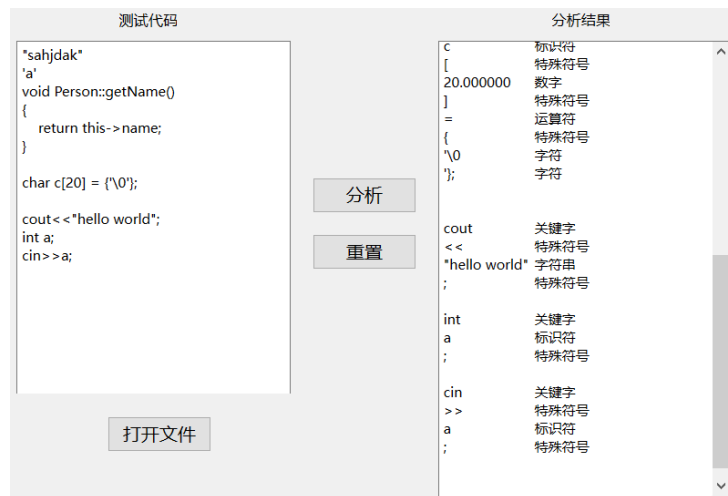 测试代码
"sahjdak"
'a'
void Person::getName()
{
    return this->name;
}
char c[20] = {'\0'};
cout<<"hello world";
int a;
cin>>a;
打开文件
分析
重置
分析结果
c 标识符
[ 特殊符号
20.000000 数字
] 特殊符号
= 运算符
{ 特殊符号
'\0 字符
'}; 字符
cout 关键字
<< 特殊符号
"hello world" 字符串
; 特殊符号
int 关键字
a 标识符
; 特殊符号
cin 关键字
>> 特殊符号
a 标识符
; 特殊符号